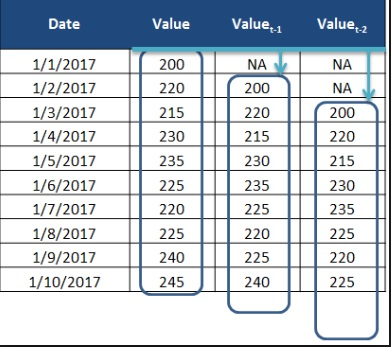 Date Value Valueₜ₋₁ Valueₜ₋₂
1/1/2017 200 NA NA
1/2/2017 220 200 NA
1/3/2017 215 220 200
1/4/2017 230 215 220
1/5/2017 235 230 215
1/6/2017 225 235 230
1/7/2017 220 225 235
1/8/2017 225 220 225
1/9/2017 240 225 220
1/10/2017 245 240 225